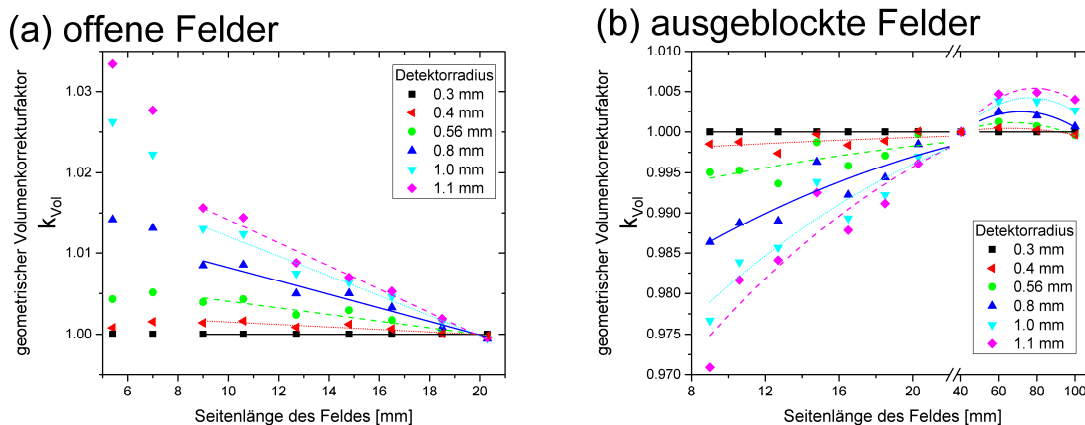 (a) offene Felder
geometrischer Volumenkorrekturfaktor
k_Vol
1.03
1.02
1.01
1.00
6 8 10 12 14 16 18 20
Seitenlänge des Feldes [mm]
Detektorradius
0.3 mm
0.4 mm
0.56 mm
0.8 mm
1.0 mm
1.1 mm
(b) ausgeblockte Felder
geometrischer Volumenkorrekturfaktor
k_Vol
1.010
1.005
1.000
0.995
0.990
0.985
0.980
0.975
0.970
8 12 16 20 40 60 80 100
Seitenlänge des Feldes [mm]
Detektorradius
0.3 mm
0.4 mm
0.56 mm
0.8 mm
1.0 mm
1.1 mm